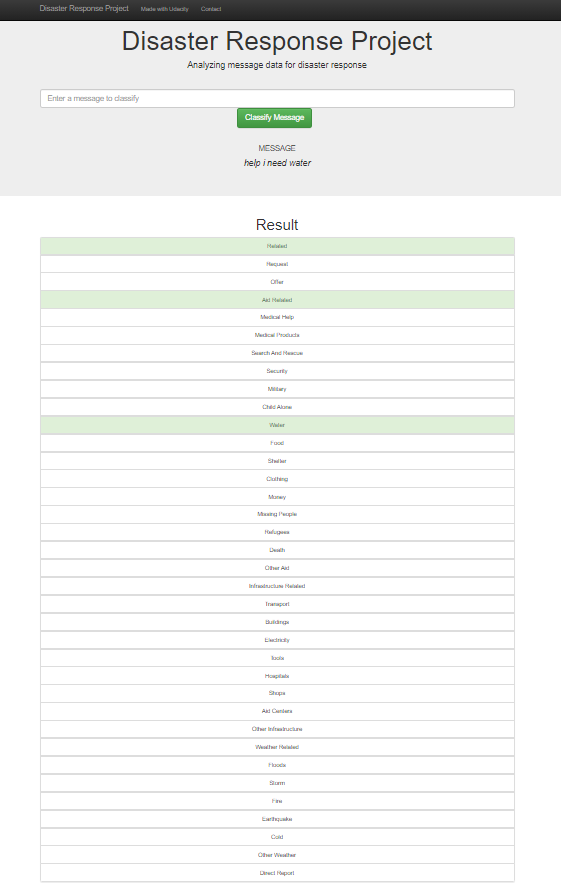 Disaster Response Project Made with Udacity Contact
Disaster Response Project
Analyzing message data for disaster response
Enter a message to classify
Classify Message
MESSAGE
help i need water
Result
Related
Request
Offer
Aid Related
Medical Help
Medical Products
Search And Rescue
Security
Military
Child Alone
Water
Food
Shelter
Clothing
Money
Missing People
Refugees
Death
Other Aid
Infrastructure Related
Transport
Buildings
Electricity
Tools
Hospitals
Shops
Aid Centers
Other Infrastructure
Weather Related
Floods
Storm
Fire
Earthquake
Cold
Other Weather
Direct Report